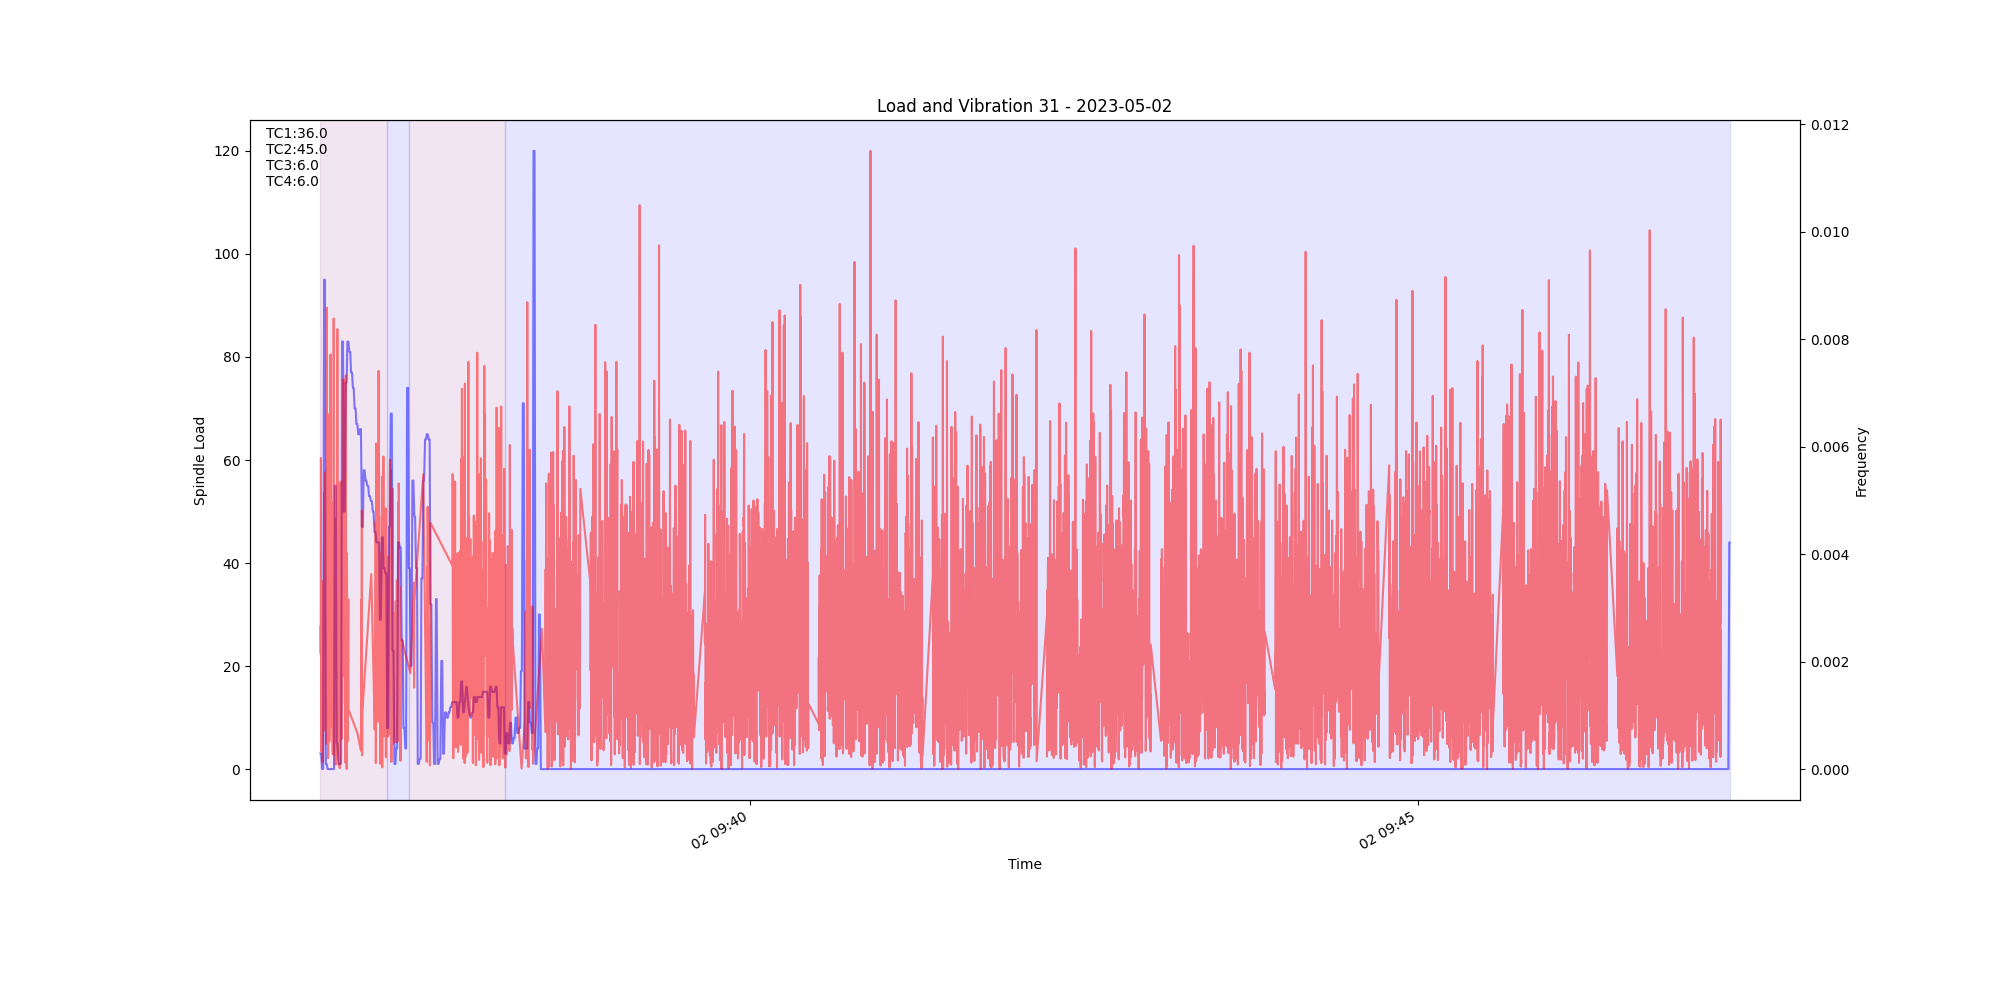 Load and Vibration 31 - 2023-05-02
TC1:36.0
TC2:45.0
TC3:6.0
TC4:6.0
120
100
80
60
40
20
0
Spindle Load
0.012
0.010
0.008
0.006
0.004
0.002
0.000
Frequency
02 09:40
02 09:45
Time